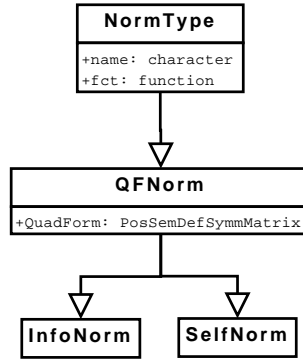 NormType
+name: character
+fct: function
QFNorm
+QuadForm: PosSemDefSymmMatrix
InfoNorm
SelfNorm